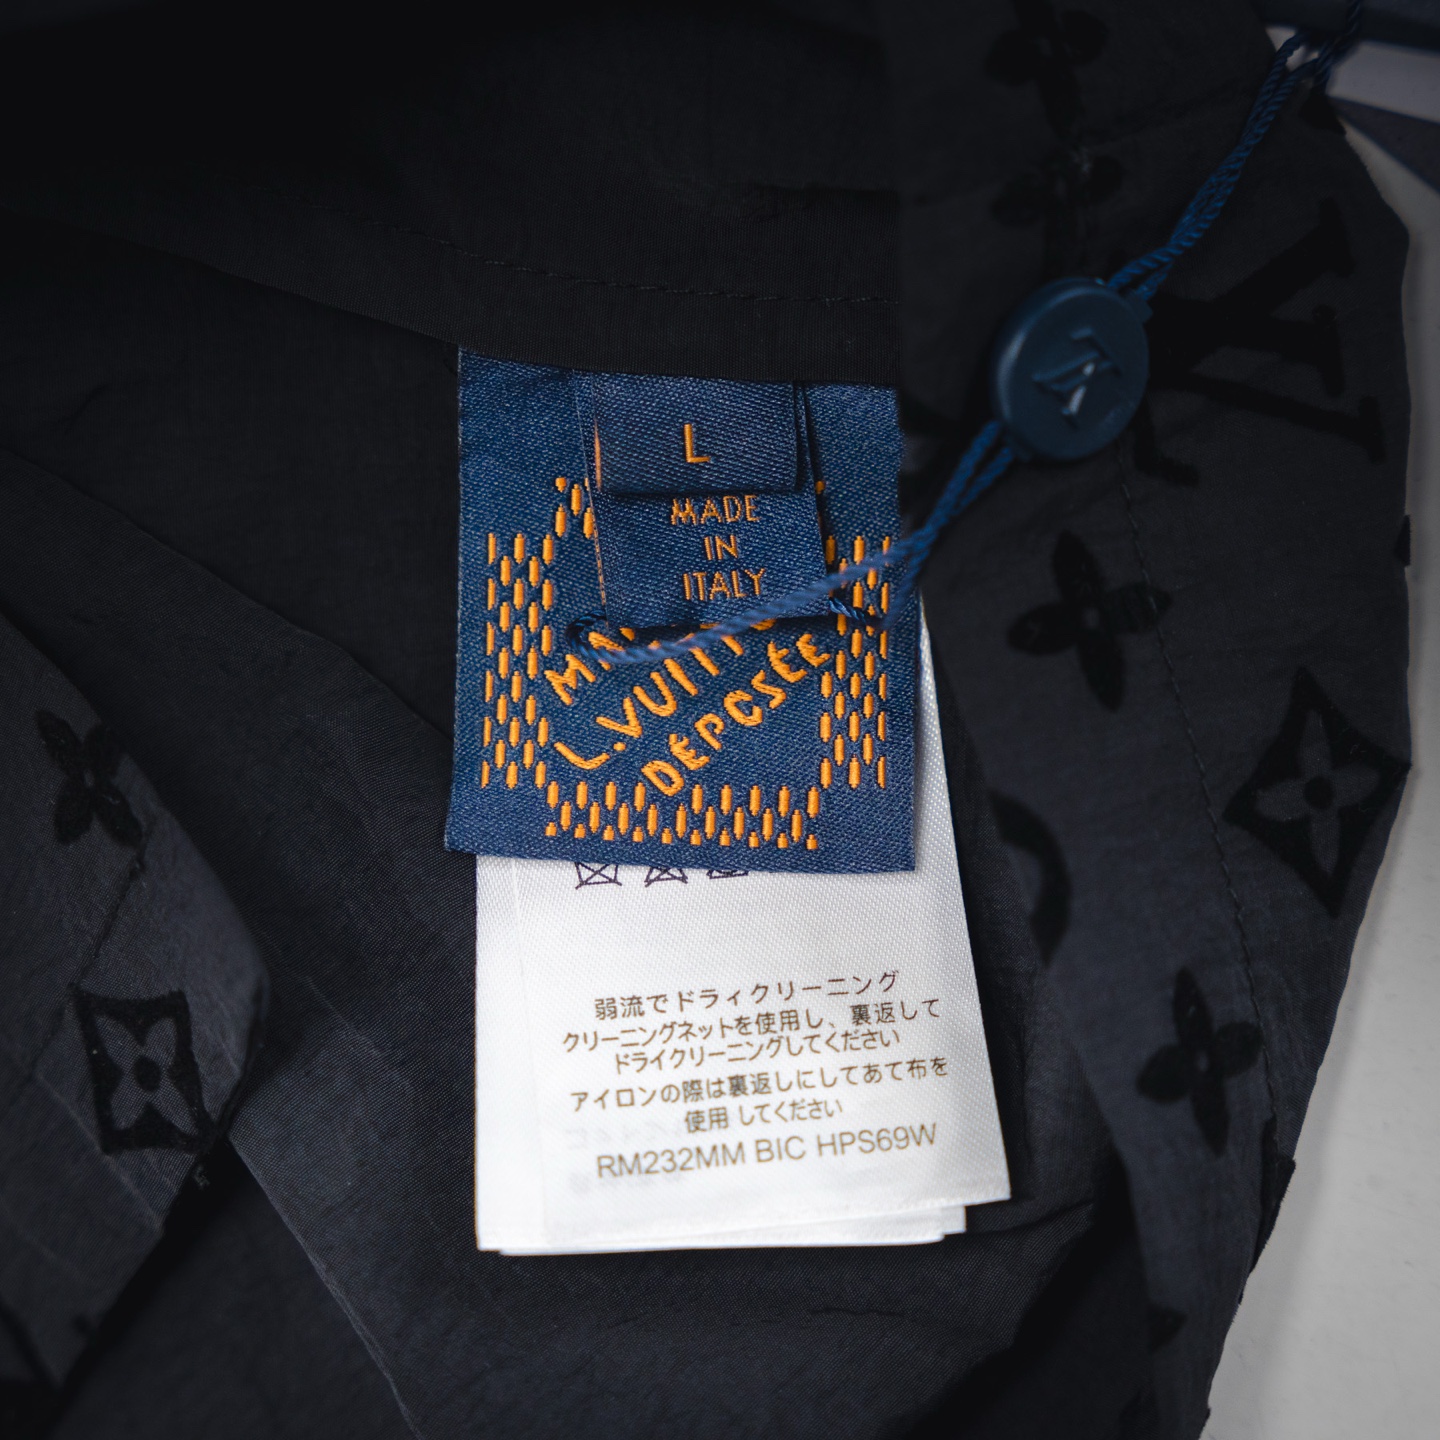 L
MADE
IN
ITALY
L.VUITT
DÉPOSÉE
弱流でドライクリーニング
クリーニングネットを使用し、裏返して
ドライクリーニングしてください
アイロンの際は裏返しにしてあて布を
使用 してください
RM232MM BIC HPS69W